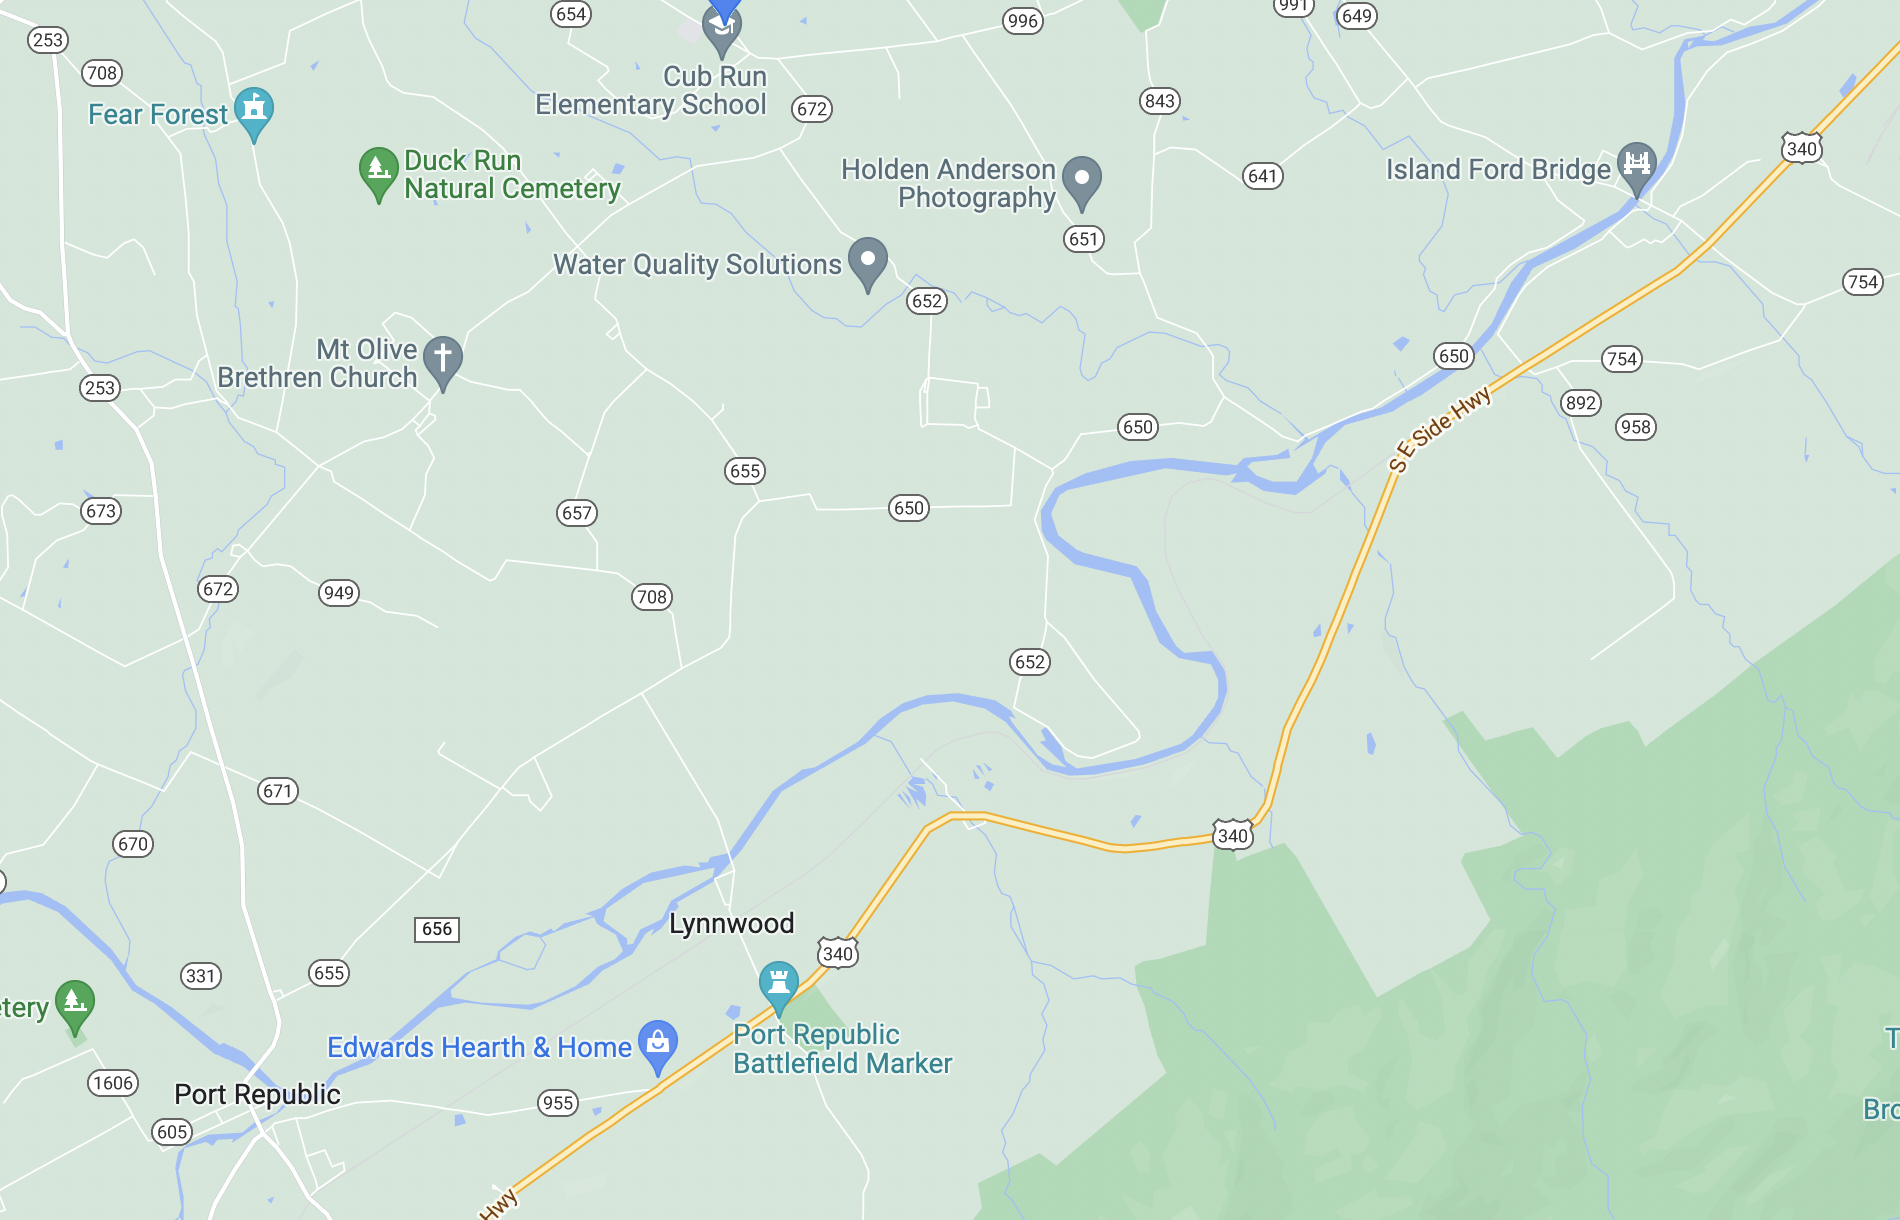 654
996
991
649
253
708
Cub Run
Elementary School
672
843
Fear Forest
340
Duck Run
Natural Cemetery
Holden Anderson
Photography
641
Island Ford Bridge
651
Water Quality Solutions
652
754
Mt Olive
Brethren Church
650
754
253
892
S E Side Hwy
650
958
655
673
657
650
672
949
708
652
671
340
670
656
Lynnwood
340
331
655
etery
Port Republic
Battlefield Marker
Edwards Hearth & Home
1606
Port Republic
955
605
Bro
Hwy